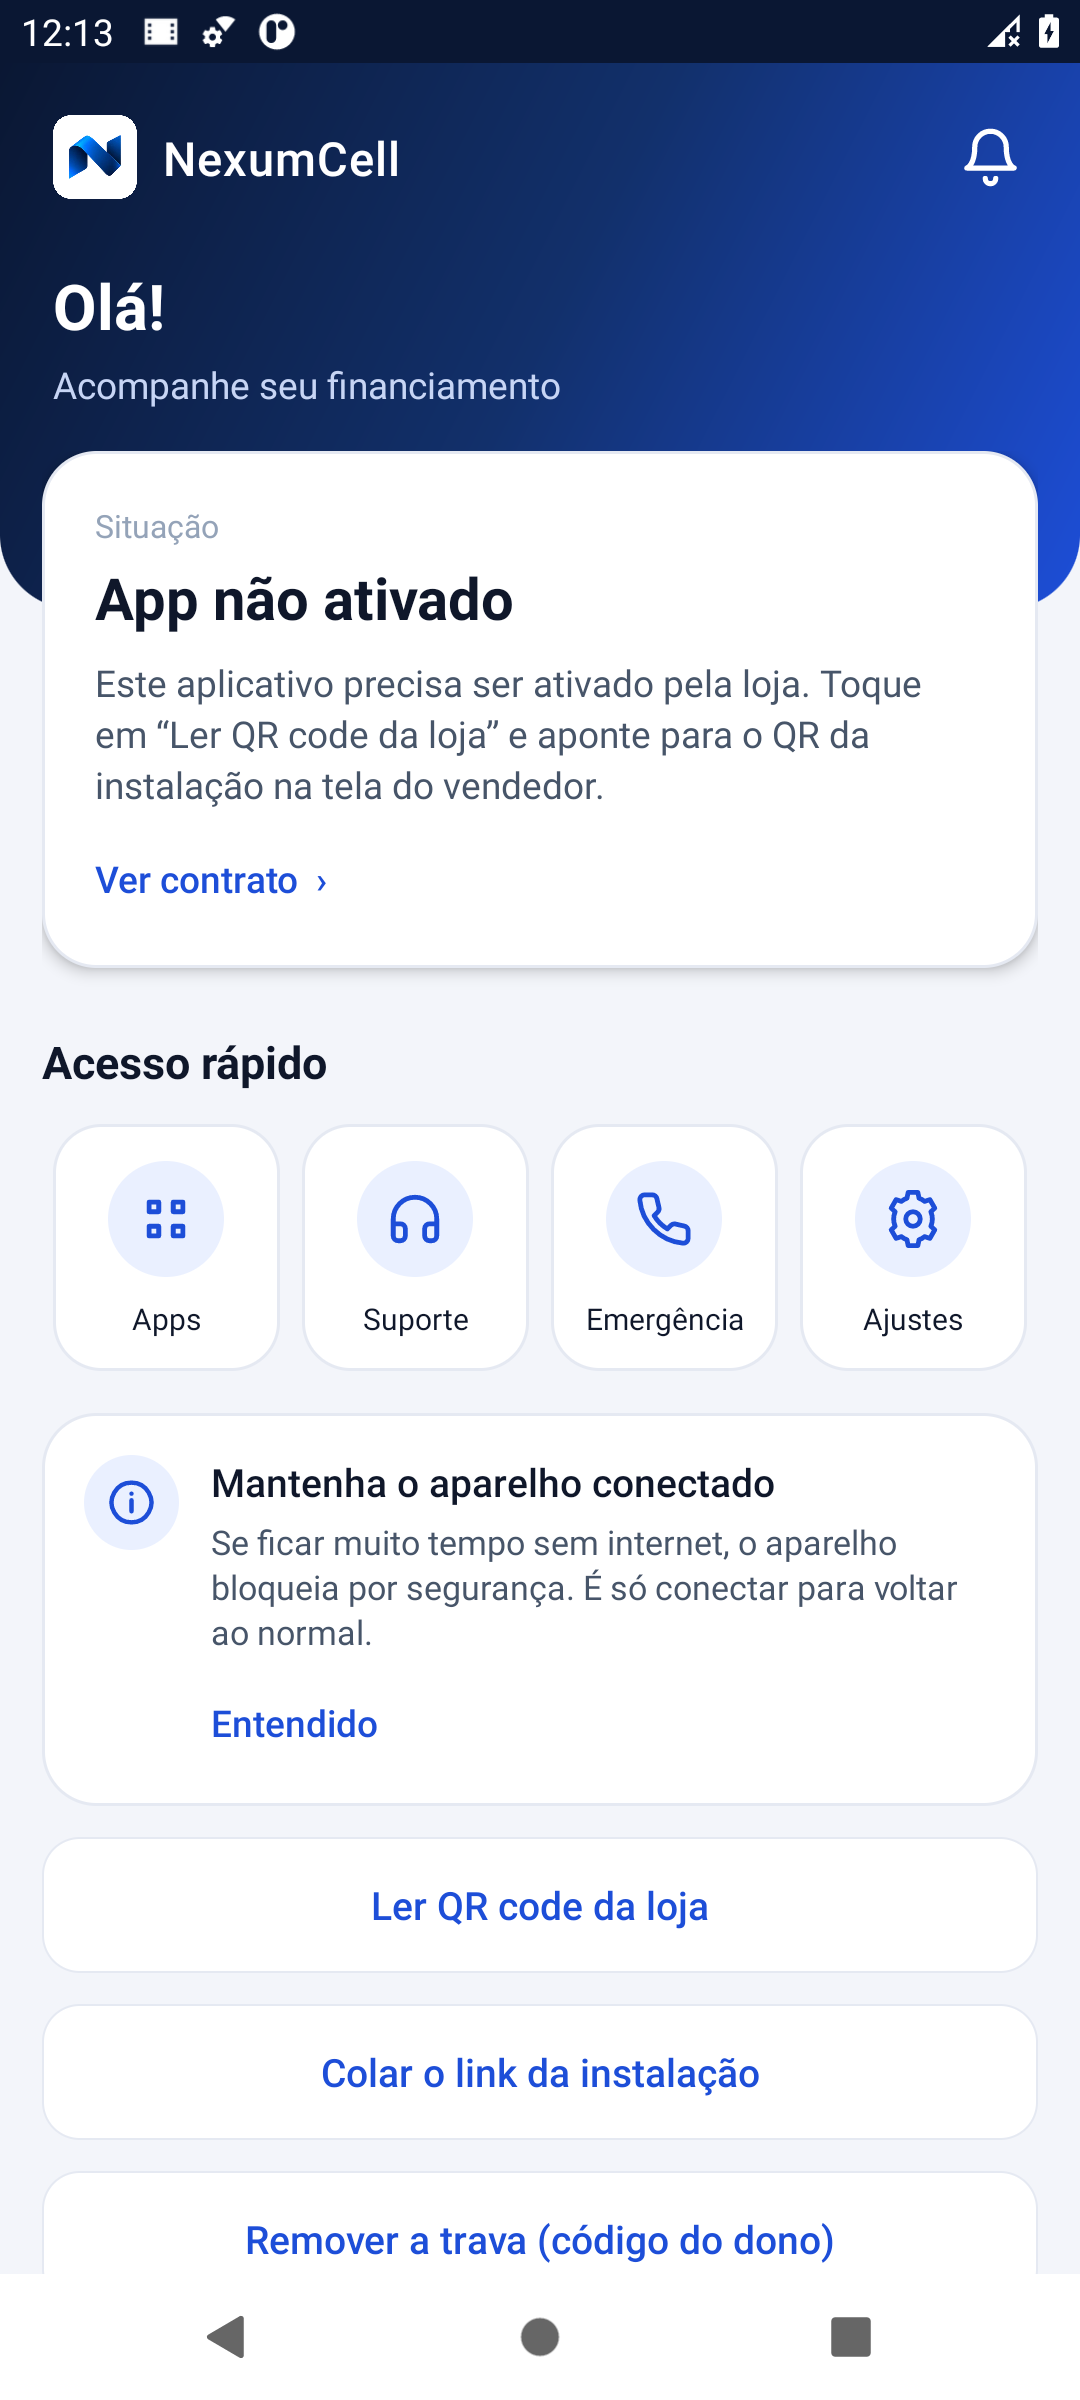 12:13
NexumCell
Olá!
Acompanhe seu financiamento
Situação
App não ativado
Este aplicativo precisa ser ativado pela loja. Toque
em “Ler QR code da loja” e aponte para o QR da
instalação na tela do vendedor.
Ver contrato ›
Acesso rápido
Apps
Suporte
Emergência
Ajustes
Mantenha o aparelho conectado
Se ficar muito tempo sem internet, o aparelho
bloqueia por segurança. É só conectar para voltar
ao normal.
Entendido
Ler QR code da loja
Colar o link da instalação
Remover a trava (código do dono)